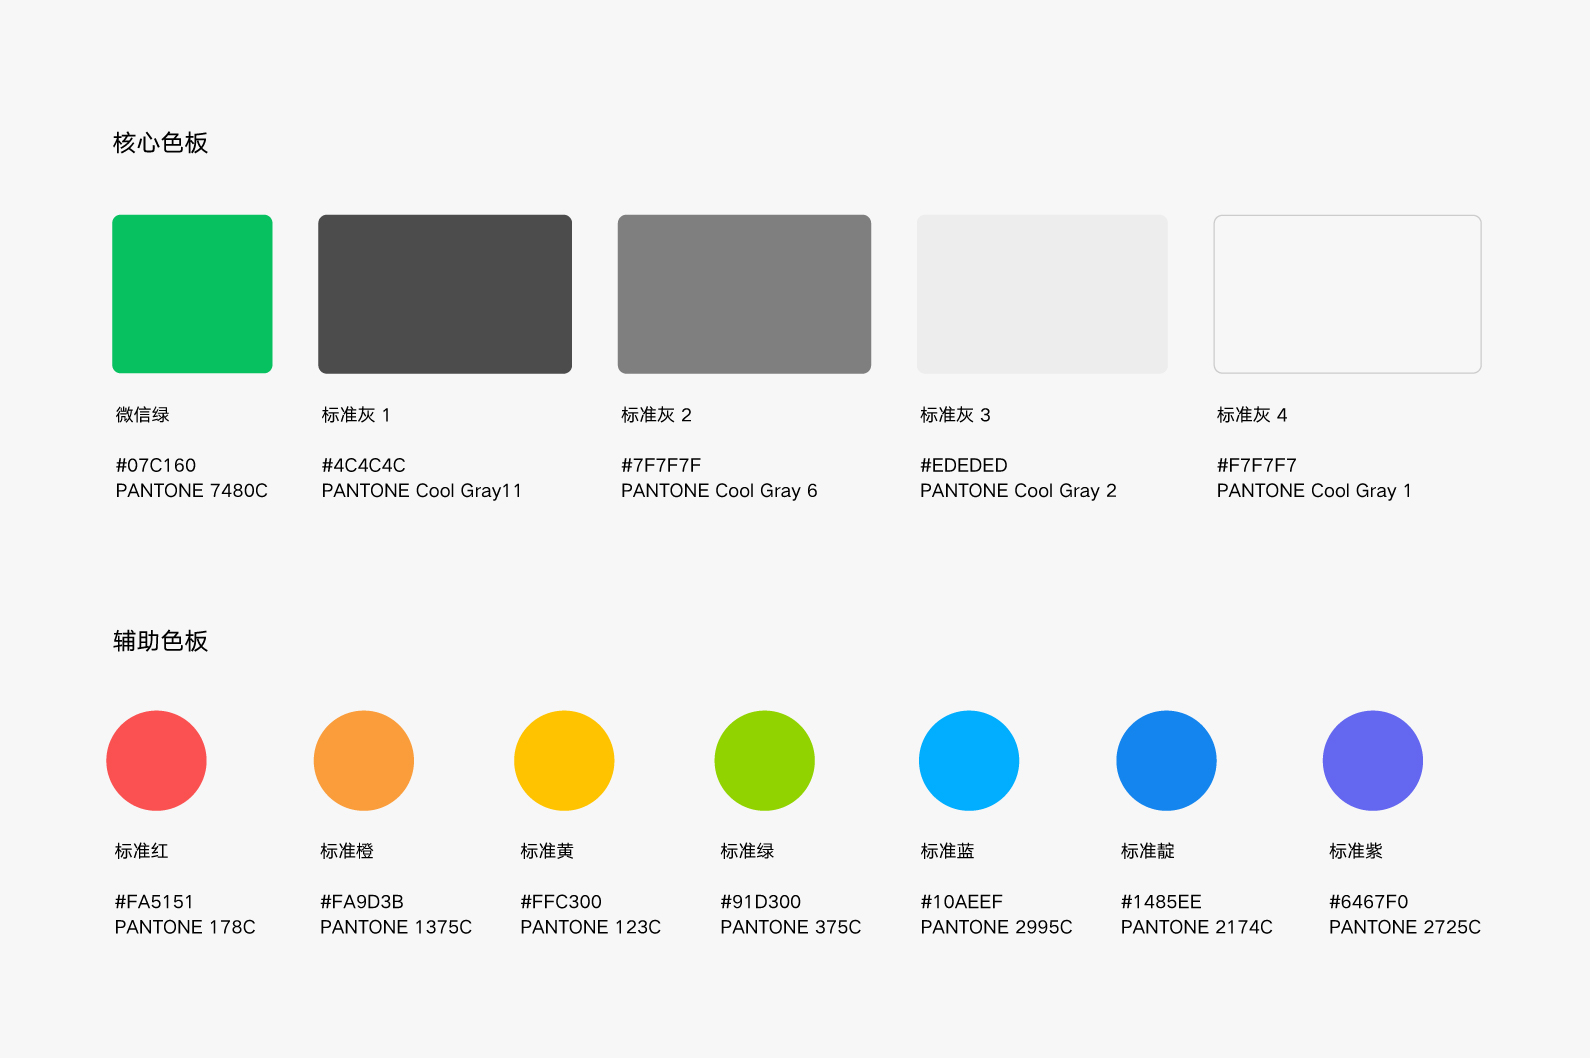 核心色板
微信绿
#07C160
PANTONE 7480C
标准灰 1
#4C4C4C
PANTONE Cool Gray11
标准灰 2
#7F7F7F
PANTONE Cool Gray 6
标准灰 3
#EDEDED
PANTONE Cool Gray 2
标准灰 4
#F7F7F7
PANTONE Cool Gray 1
辅助色板
标准红
#FA5151
PANTONE 178C
标准橙
#FA9D3B
PANTONE 1375C
标准黄
#FFC300
PANTONE 123C
标准绿
#91D300
PANTONE 375C
标准蓝
#10AEEF
PANTONE 2995C
标准靛
#1485EE
PANTONE 2174C
标准紫
#6467F0
PANTONE 2725C